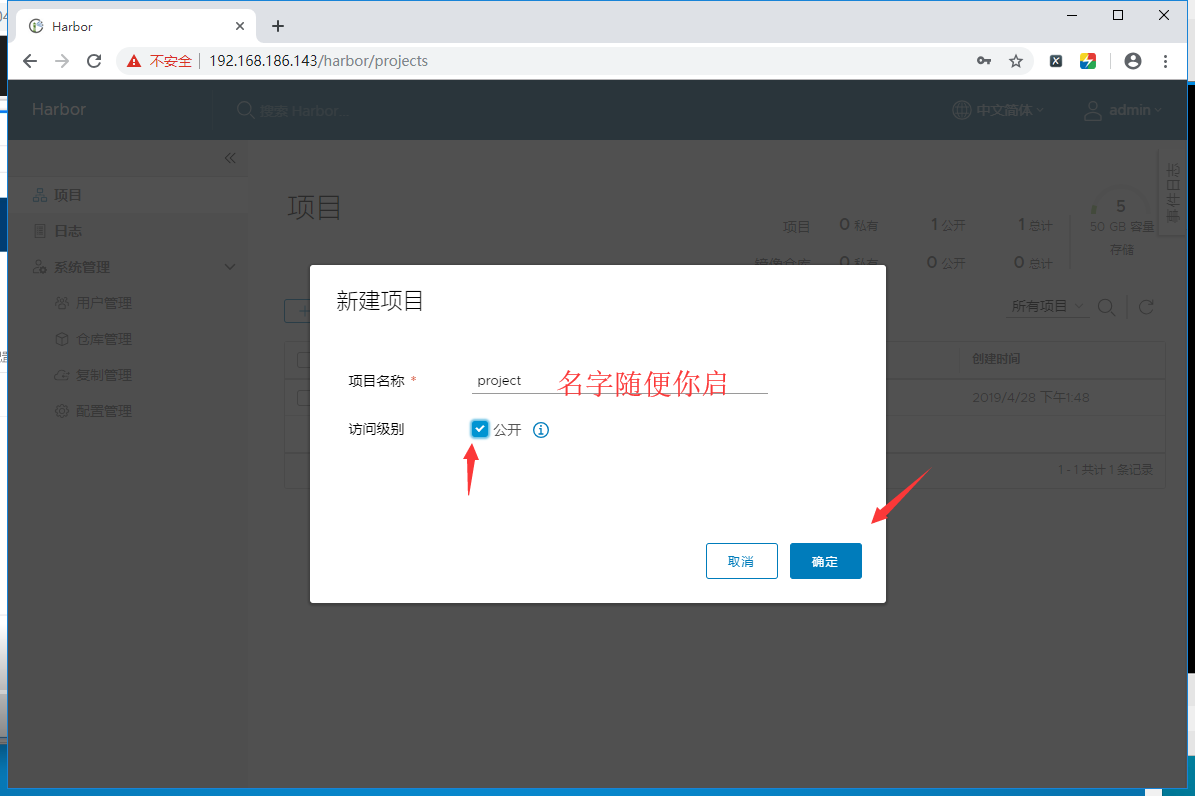 Harbor
不安全 192.168.186.143/harbor/projects
Harbor 搜索 Harbor... 中文简体 admin
项目
日志
系统管理
用户管理
仓库管理
复制管理
配置管理
项目
项目 0 私有 1 公开 1 总计
镜像仓库 0 私有 0 公开 0 总计
5
50 GB 容量
存储
事件日志
所有项目
创建时间
2019/4/28 下午1:48
1 - 1 共计 1 条记录
新建项目
项目名称 * project 名字随便你启
访问级别 公开
取消 确定